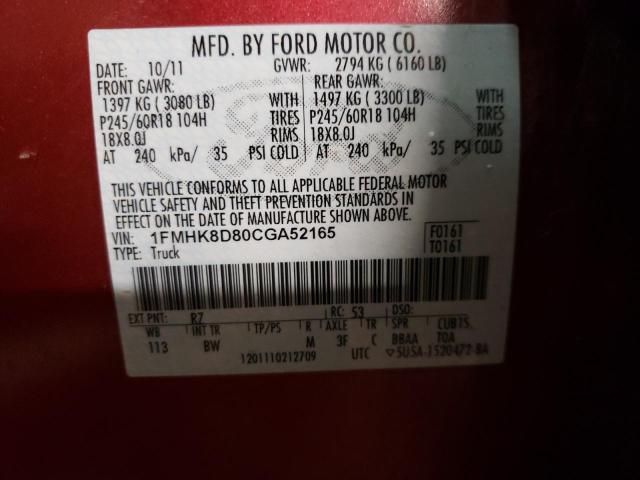 MFD. BY FORD MOTOR CO.
DATE: 10/11 GVWR: 2794 KG ( 6160 LB)
FRONT GAWR: REAR GAWR:
1397 KG ( 3080 LB) WITH 1497 KG ( 3300 LB) WITH
P245/60R18 104H TIRES P245/60R18 104H TIRES
18X8.0J RIMS 18X8.0J RIMS
AT 240 kPa/ 35 PSI COLD AT 240 kPa/ 35 PSI COLD
THIS VEHICLE CONFORMS TO ALL APPLICABLE FEDERAL MOTOR
VEHICLE SAFETY AND THEFT PREVENTION STANDARDS IN
EFFECT ON THE DATE OF MANUFACTURE SHOWN ABOVE.
VIN: 1FMHK8D80CGA52165 F0161
TYPE: Truck T0161
EXT PNT: R7 RC: 53 DSO:
WB INT TR TP/PS R AXLE TR SPR CUBTS
113 BW M 3F C BBAA TOA
1201110212709 UTC ▽5USA-1520472-BA